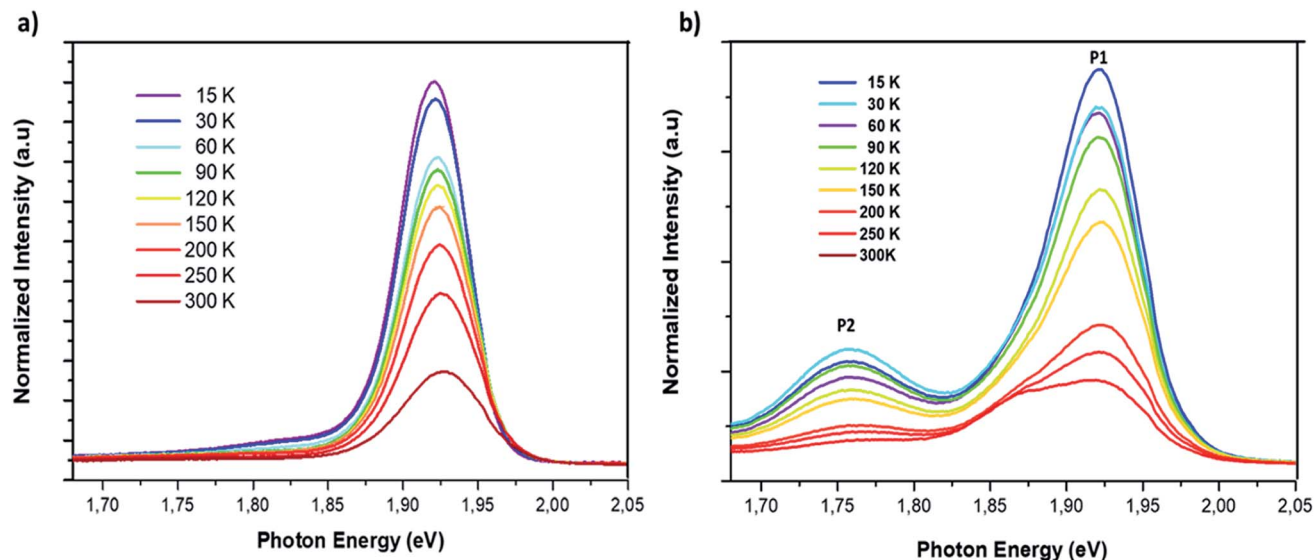 a)
Normalized Intensity (a.u)
15 K
30 K
60 K
90 K
120 K
150 K
200 K
250 K
300 K
1,70 1,75 1,80 1,85 1,90 1,95 2,00 2,05
Photon Energy (eV)
b)
Normalized Intensity (a.u)
P1
15 K
30 K
60 K
90 K
120 K
150 K
200 K
250 K
300K
P2
1,70 1,75 1,80 1,85 1,90 1,95 2,00 2,05
Photon Energy (eV)